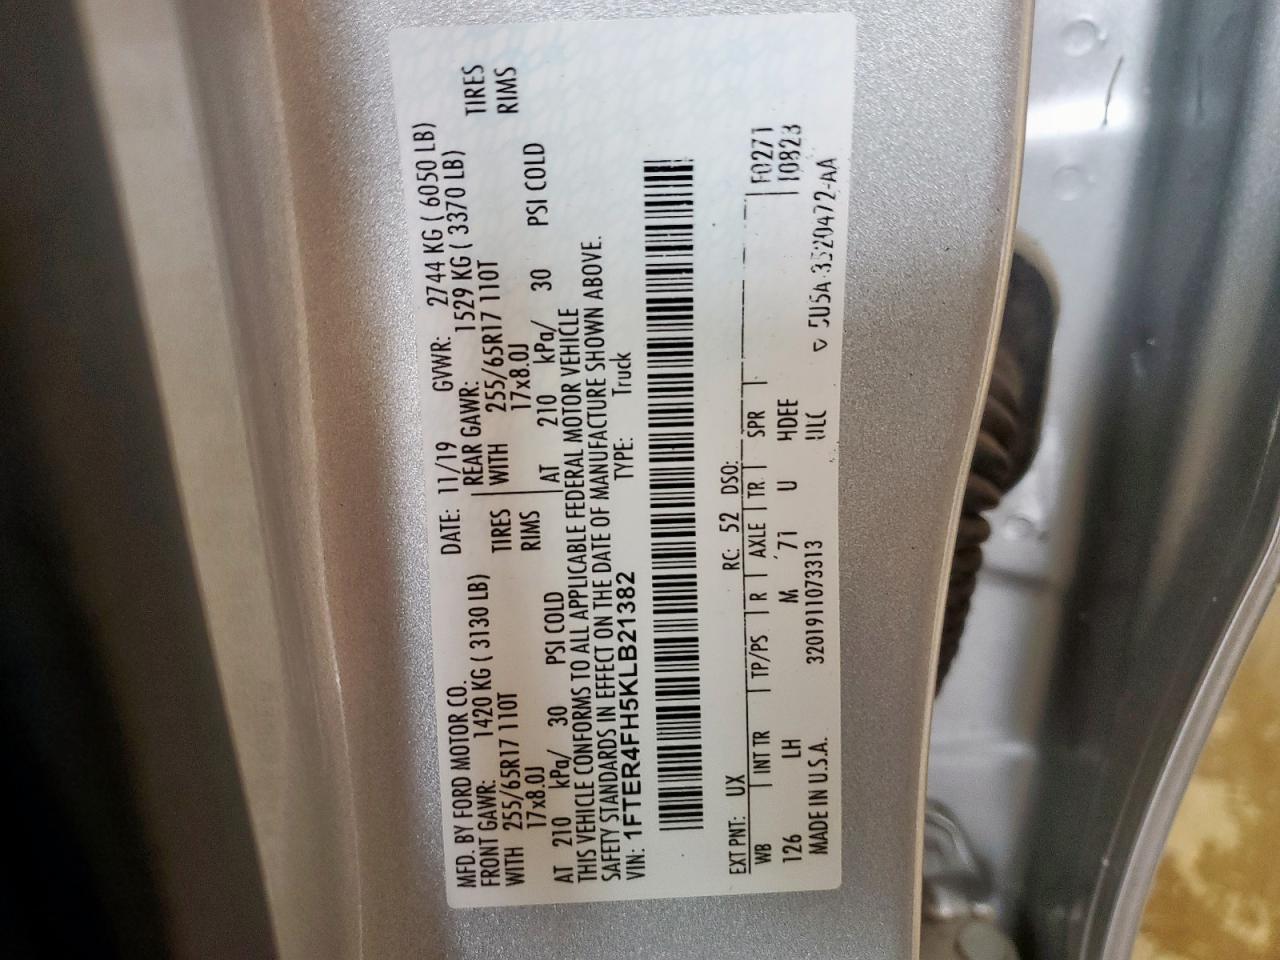 MFD. BY FORD MOTOR CO.
DATE: 11/19 GVWR: 2744 KG ( 6050 LB)
FRONT GAWR: 1420 KG ( 3130 LB) REAR GAWR: 1529 KG ( 3370 LB)
WITH 255/65R17 110T TIRES WITH 255/65R17 110T TIRES
17x8.0J RIMS 17x8.0J RIMS
AT 210 kPa/ 30 PSI COLD AT 210 kPa/ 30 PSI COLD
THIS VEHICLE CONFORMS TO ALL APPLICABLE FEDERAL MOTOR VEHICLE
SAFETY STANDARDS IN EFFECT ON THE DATE OF MANUFACTURE SHOWN ABOVE.
VIN: 1FTER4FH5KLB21382 TYPE: Truck
EXT PNT: UX RC: 52 DSO:
WB INT TR TP/PS R AXLE TR SPR F0271
126 LH M 71 U HDEE 10823
MADE IN U.S.A. 3201911073313 5U5A-3520472-AA